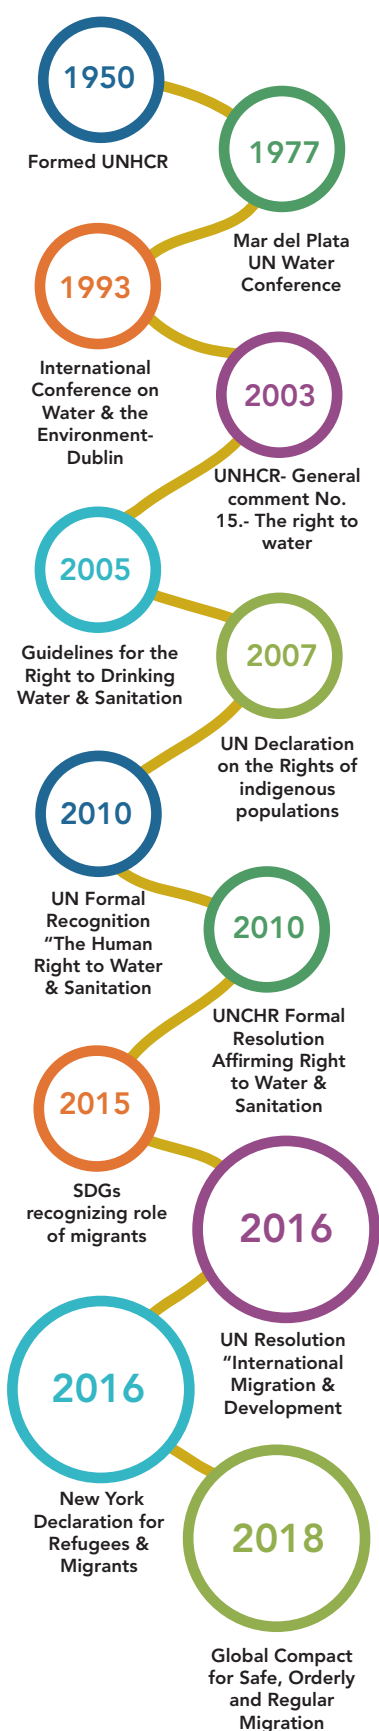 1950
Formed UNHCR
1977
Mar del Plata
UN Water
Conference
1993
International
Conference on
Water & the
Environment-
Dublin
2003
UNHCR- General
comment No.
15.- The right to
water
2005
Guidelines for the
Right to Drinking
Water & Sanitation
2007
UN Declaration
on the Rights of
indigenous
populations
2010
UN Formal
Recognition
“The Human
Right to Water
& Sanitation
2010
UNCHR Formal
Resolution
Affirming Right
to Water &
Sanitation
2015
SDGs
recognizing role
of migrants
2016
UN Resolution
“International
Migration &
Development
2016
New York
Declaration for
Refugees &
Migrants
2018
Global Compact
for Safe, Orderly
and Regular
Migration